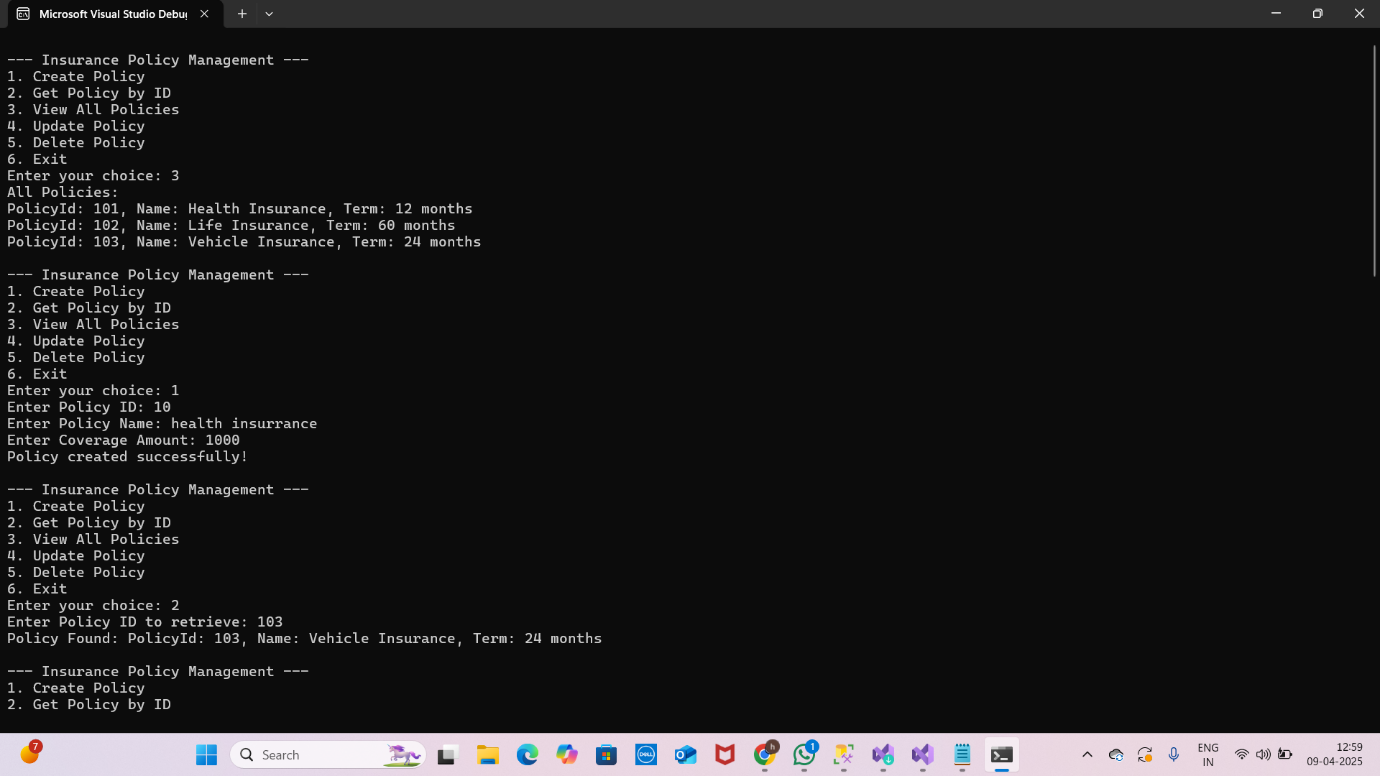 Microsoft Visual Studio Debu
--- Insurance Policy Management ---
1. Create Policy
2. Get Policy by ID
3. View All Policies
4. Update Policy
5. Delete Policy
6. Exit
Enter your choice: 3
All Policies:
PolicyId: 101, Name: Health Insurance, Term: 12 months
PolicyId: 102, Name: Life Insurance, Term: 60 months
PolicyId: 103, Name: Vehicle Insurance, Term: 24 months
--- Insurance Policy Management ---
1. Create Policy
2. Get Policy by ID
3. View All Policies
4. Update Policy
5. Delete Policy
6. Exit
Enter your choice: 1
Enter Policy ID: 10
Enter Policy Name: health insurrance
Enter Coverage Amount: 1000
Policy created successfully!
--- Insurance Policy Management ---
1. Create Policy
2. Get Policy by ID
3. View All Policies
4. Update Policy
5. Delete Policy
6. Exit
Enter your choice: 2
Enter Policy ID to retrieve: 103
Policy Found: PolicyId: 103, Name: Vehicle Insurance, Term: 24 months
--- Insurance Policy Management ---
1. Create Policy
2. Get Policy by ID
7
Search
DELL
h
1
ENG
IN
12:59
09-04-2025